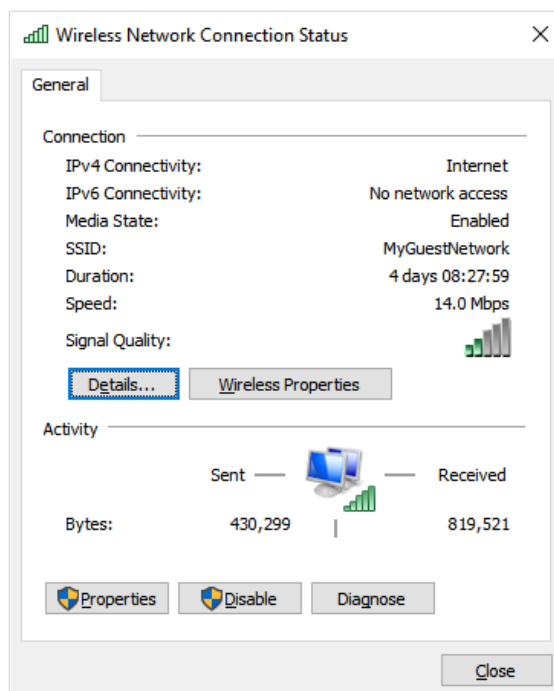 Wireless Network Connection Status
General
Connection
IPv4 Connectivity: Internet
IPv6 Connectivity: No network access
Media State: Enabled
SSID: MyGuestNetwork
Duration: 4 days 08:27:59
Speed: 14.0 Mbps
Signal Quality:
Details... Wireless Properties
Activity
Sent Received
Bytes: 430,299 819,521
Properties Disable Diagnose
Close